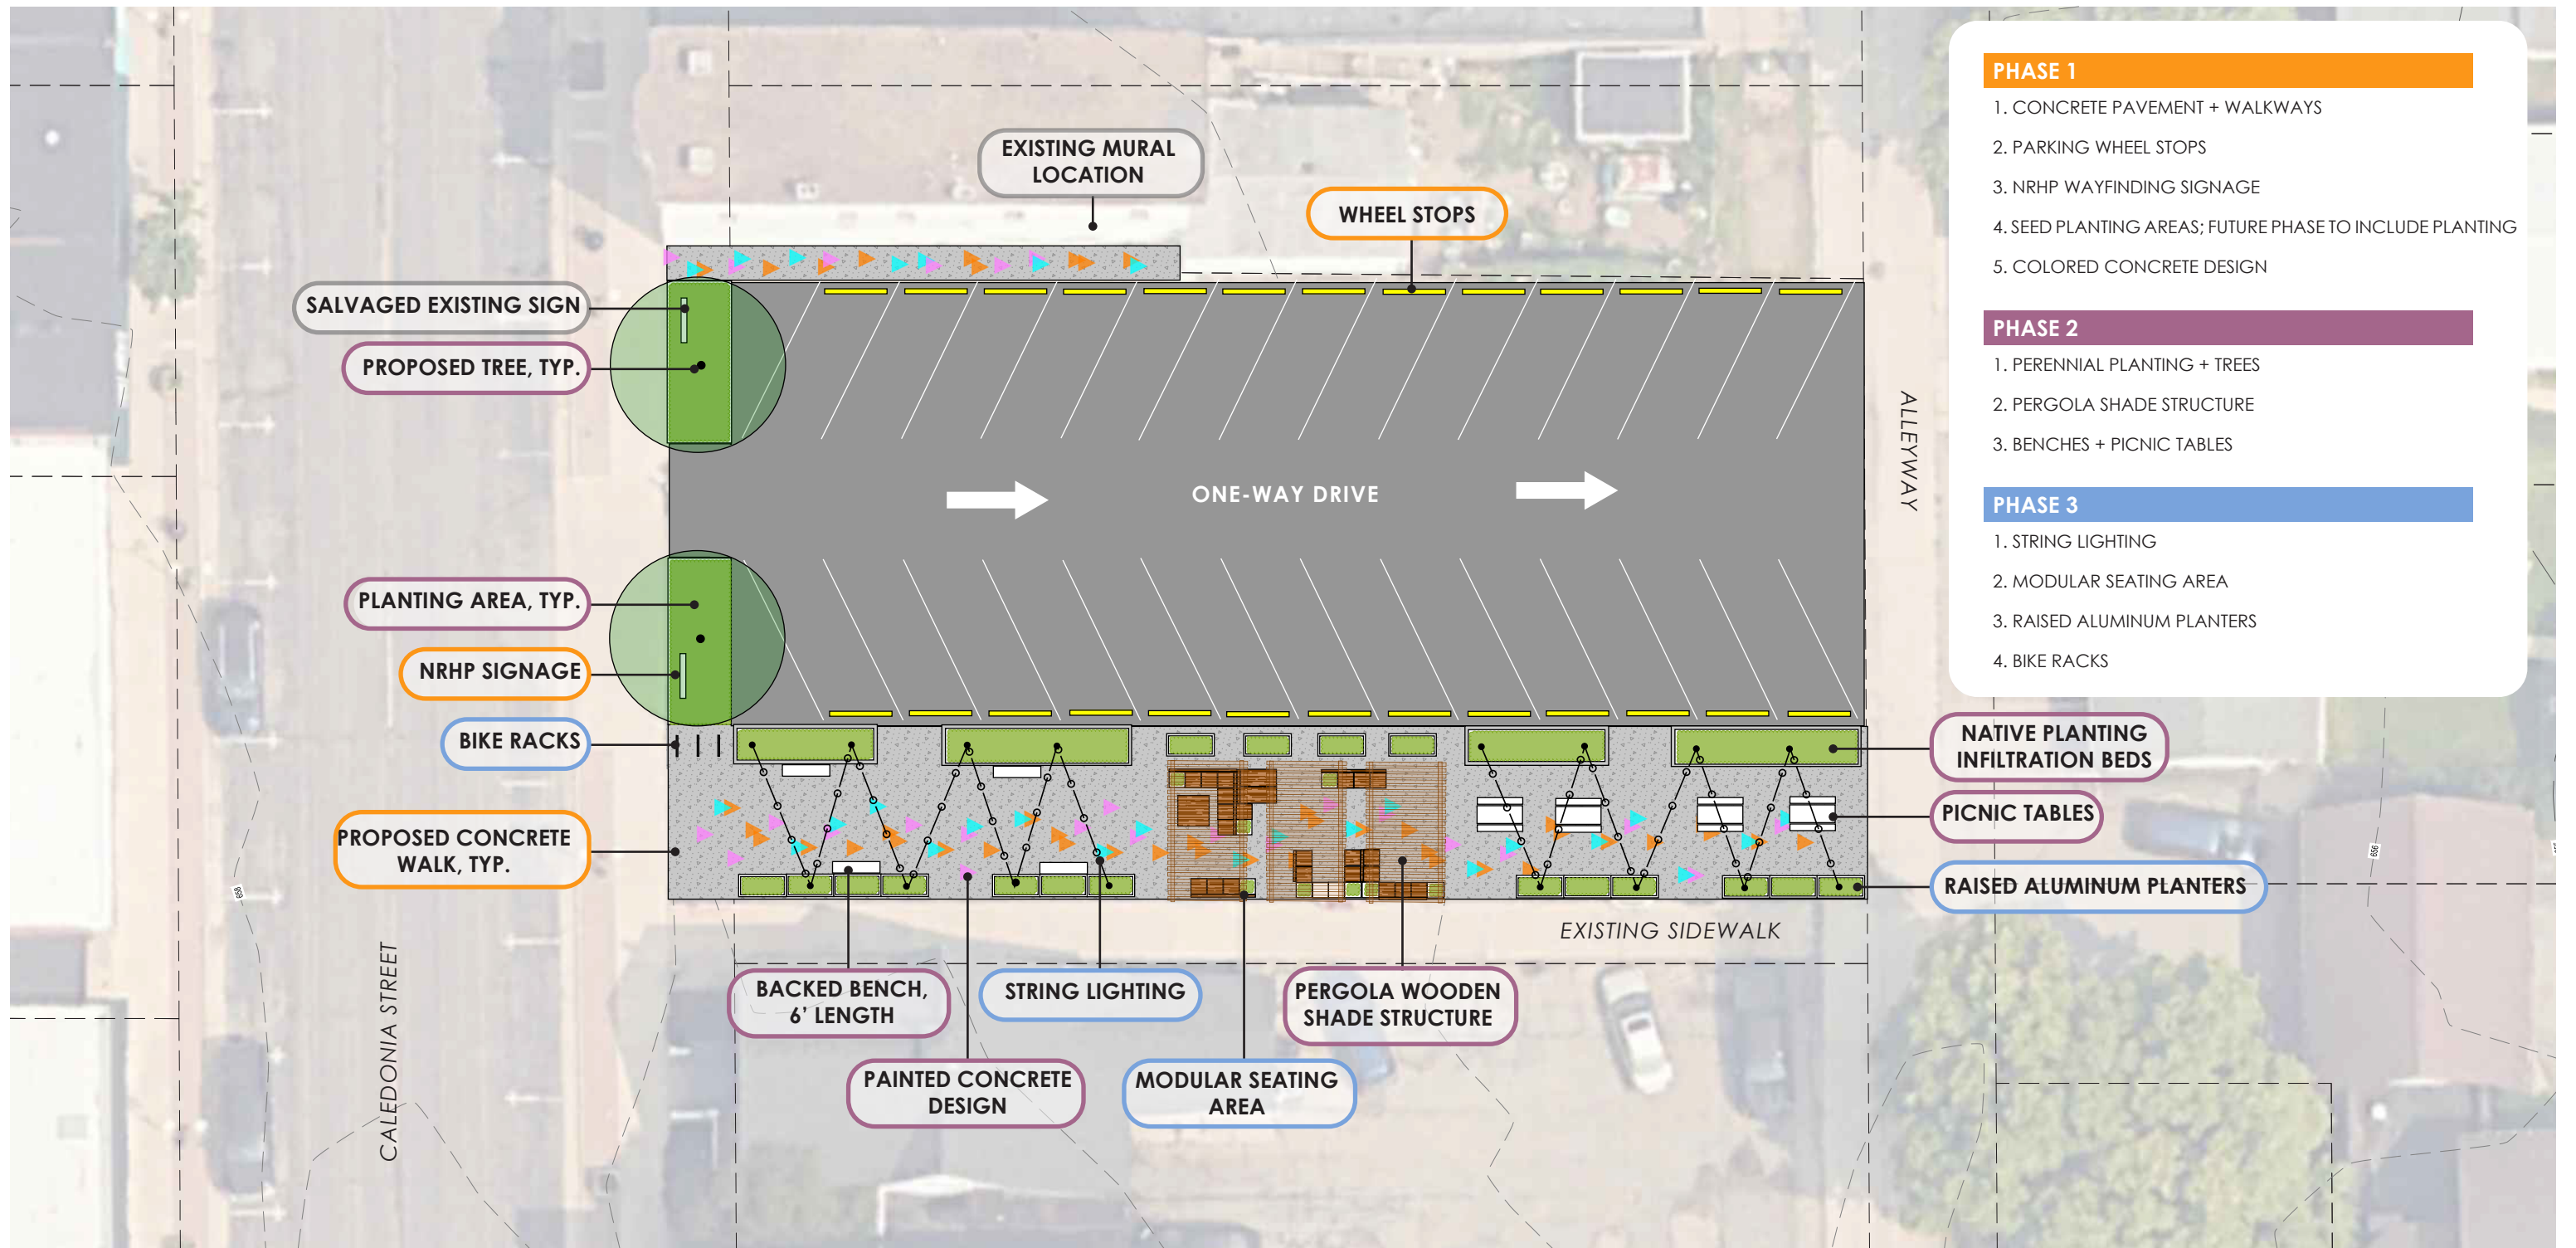 PHASE 1
1. CONCRETE PAVEMENT + WALKWAYS
2. PARKING WHEEL STOPS
3. NRHP WAYFINDING SIGNAGE
4. SEED PLANTING AREAS; FUTURE PHASE TO INCLUDE PLANTING
5. COLORED CONCRETE DESIGN
PHASE 2
1. PERENNIAL PLANTING + TREES
2. PERGOLA SHADE STRUCTURE
3. BENCHES + PICNIC TABLES
PHASE 3
1. STRING LIGHTING
2. MODULAR SEATING AREA
3. RAISED ALUMINUM PLANTERS
4. BIKE RACKS
EXISTING MURAL
LOCATION
WHEEL STOPS
SALVAGED EXISTING SIGN
PROPOSED TREE, TYP.
ONE-WAY DRIVE
ALLEYWAY
PLANTING AREA, TYP.
NRHP SIGNAGE
BIKE RACKS
PROPOSED CONCRETE
WALK, TYP.
NATIVE PLANTING
INFILTRATION BEDS
PICNIC TABLES
RAISED ALUMINUM PLANTERS
EXISTING SIDEWALK
CALEDONIA STREET
BACKED BENCH,
6’ LENGTH
STRING LIGHTING
PERGOLA WOODEN
SHADE STRUCTURE
PAINTED CONCRETE
DESIGN
MODULAR SEATING
AREA
658
656